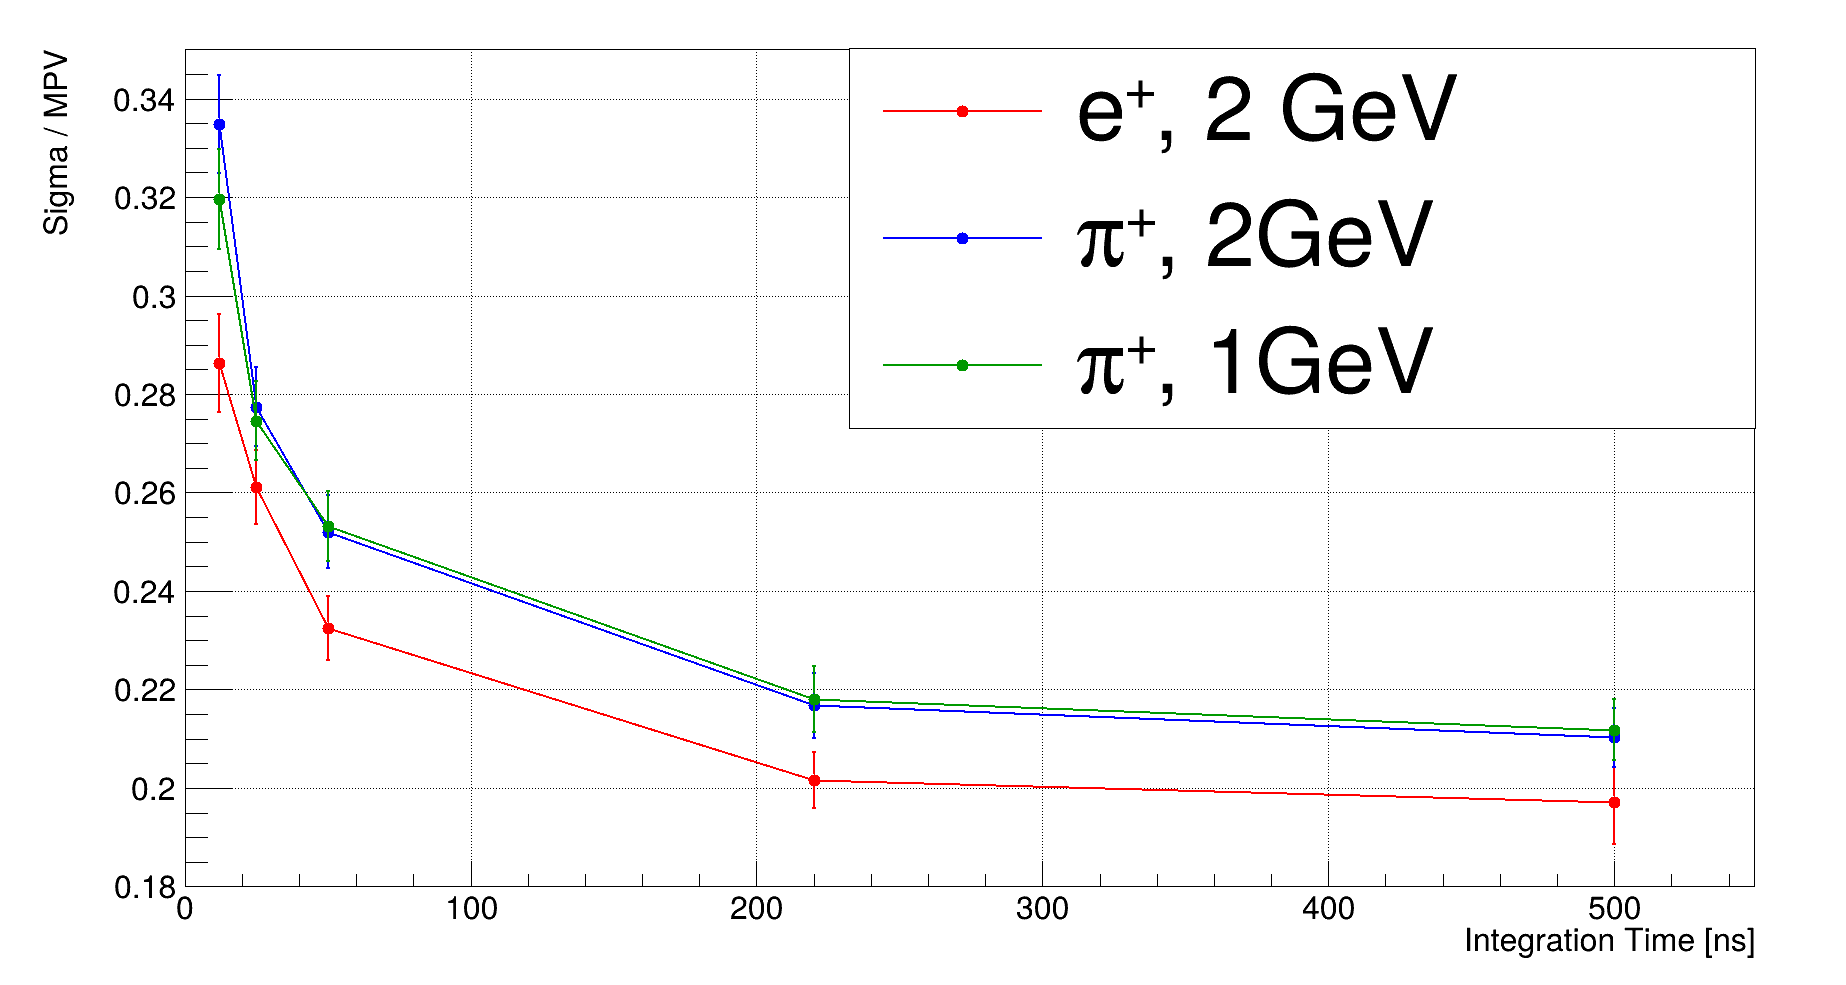 Sigma / MPV
0.34
0.32
0.3
0.28
0.26
0.24
0.22
0.2
0.18
e⁺, 2 GeV
π⁺, 2GeV
π⁺, 1GeV
0 100 200 300 400 500
Integration Time [ns]